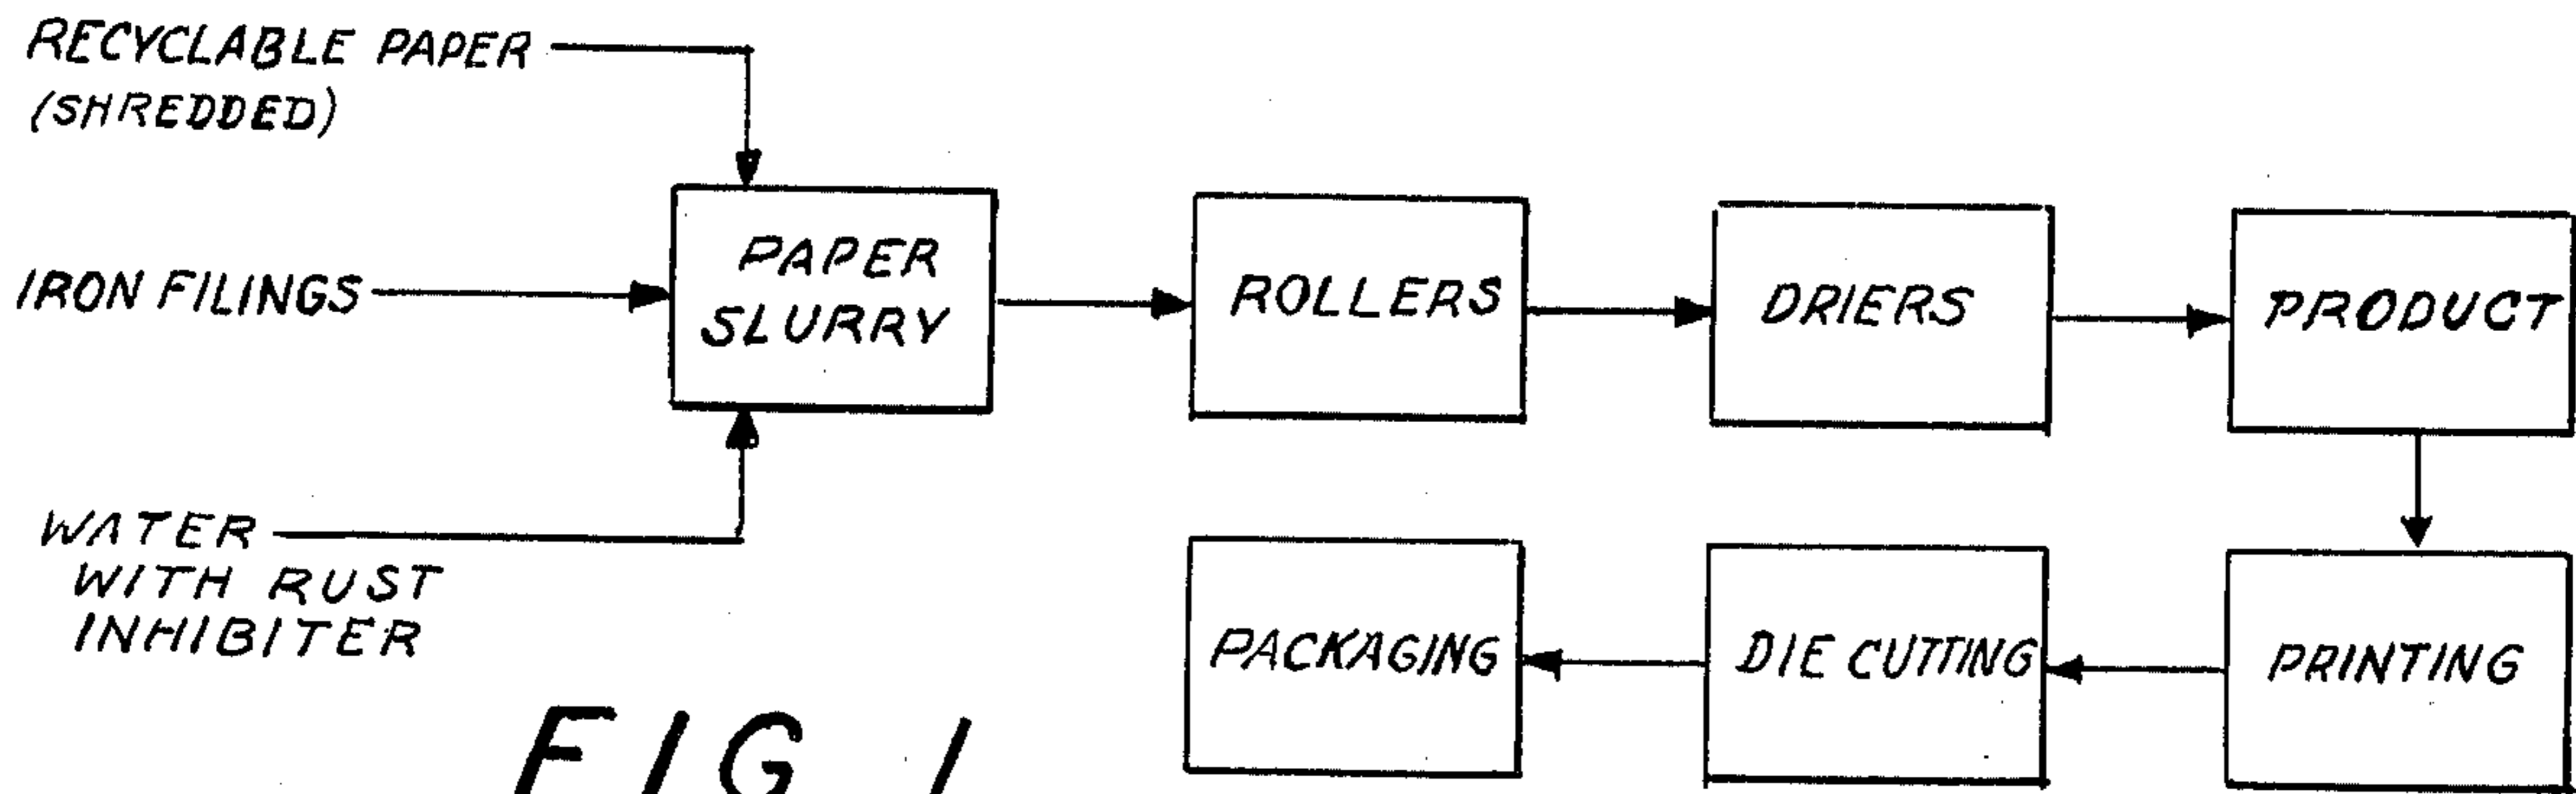 RECYCLABLE PAPER
(SHREDDED)
IRON FILINGS
WATER
WITH RUST
INHIBITER
PAPER
SLURRY
ROLLERS
DRIERS
PRODUCT
PRINTING
DIE CUTTING
PACKAGING
FIG 1